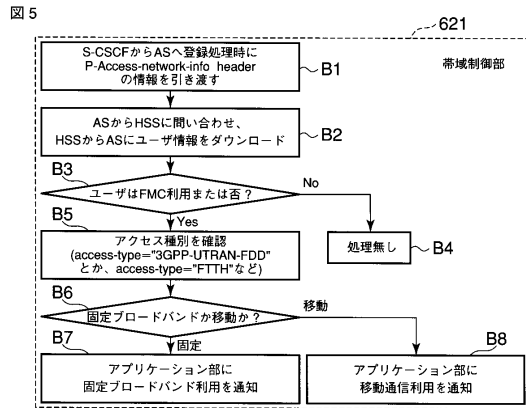 図 5
621
帯域制御部
S-CSCFからASへ登録処理時に
P-Access-network-info header
の情報を引き渡す
B1
ASからHSSに問い合わせ、
HSSからASにユーザ情報をダウンロード
B2
B3
ユーザはFMC利用または否？
No
Yes
B5
アクセス種別を確認
(access-type="3GPP-UTRAN-FDD"
とか、access-type="FTTH"など)
処理無し
B4
B6
固定ブロードバンドか移動か？
移動
固定
B7
アプリケーション部に
固定ブロードバンド利用を通知
B8
アプリケーション部に
移動通信利用を通知